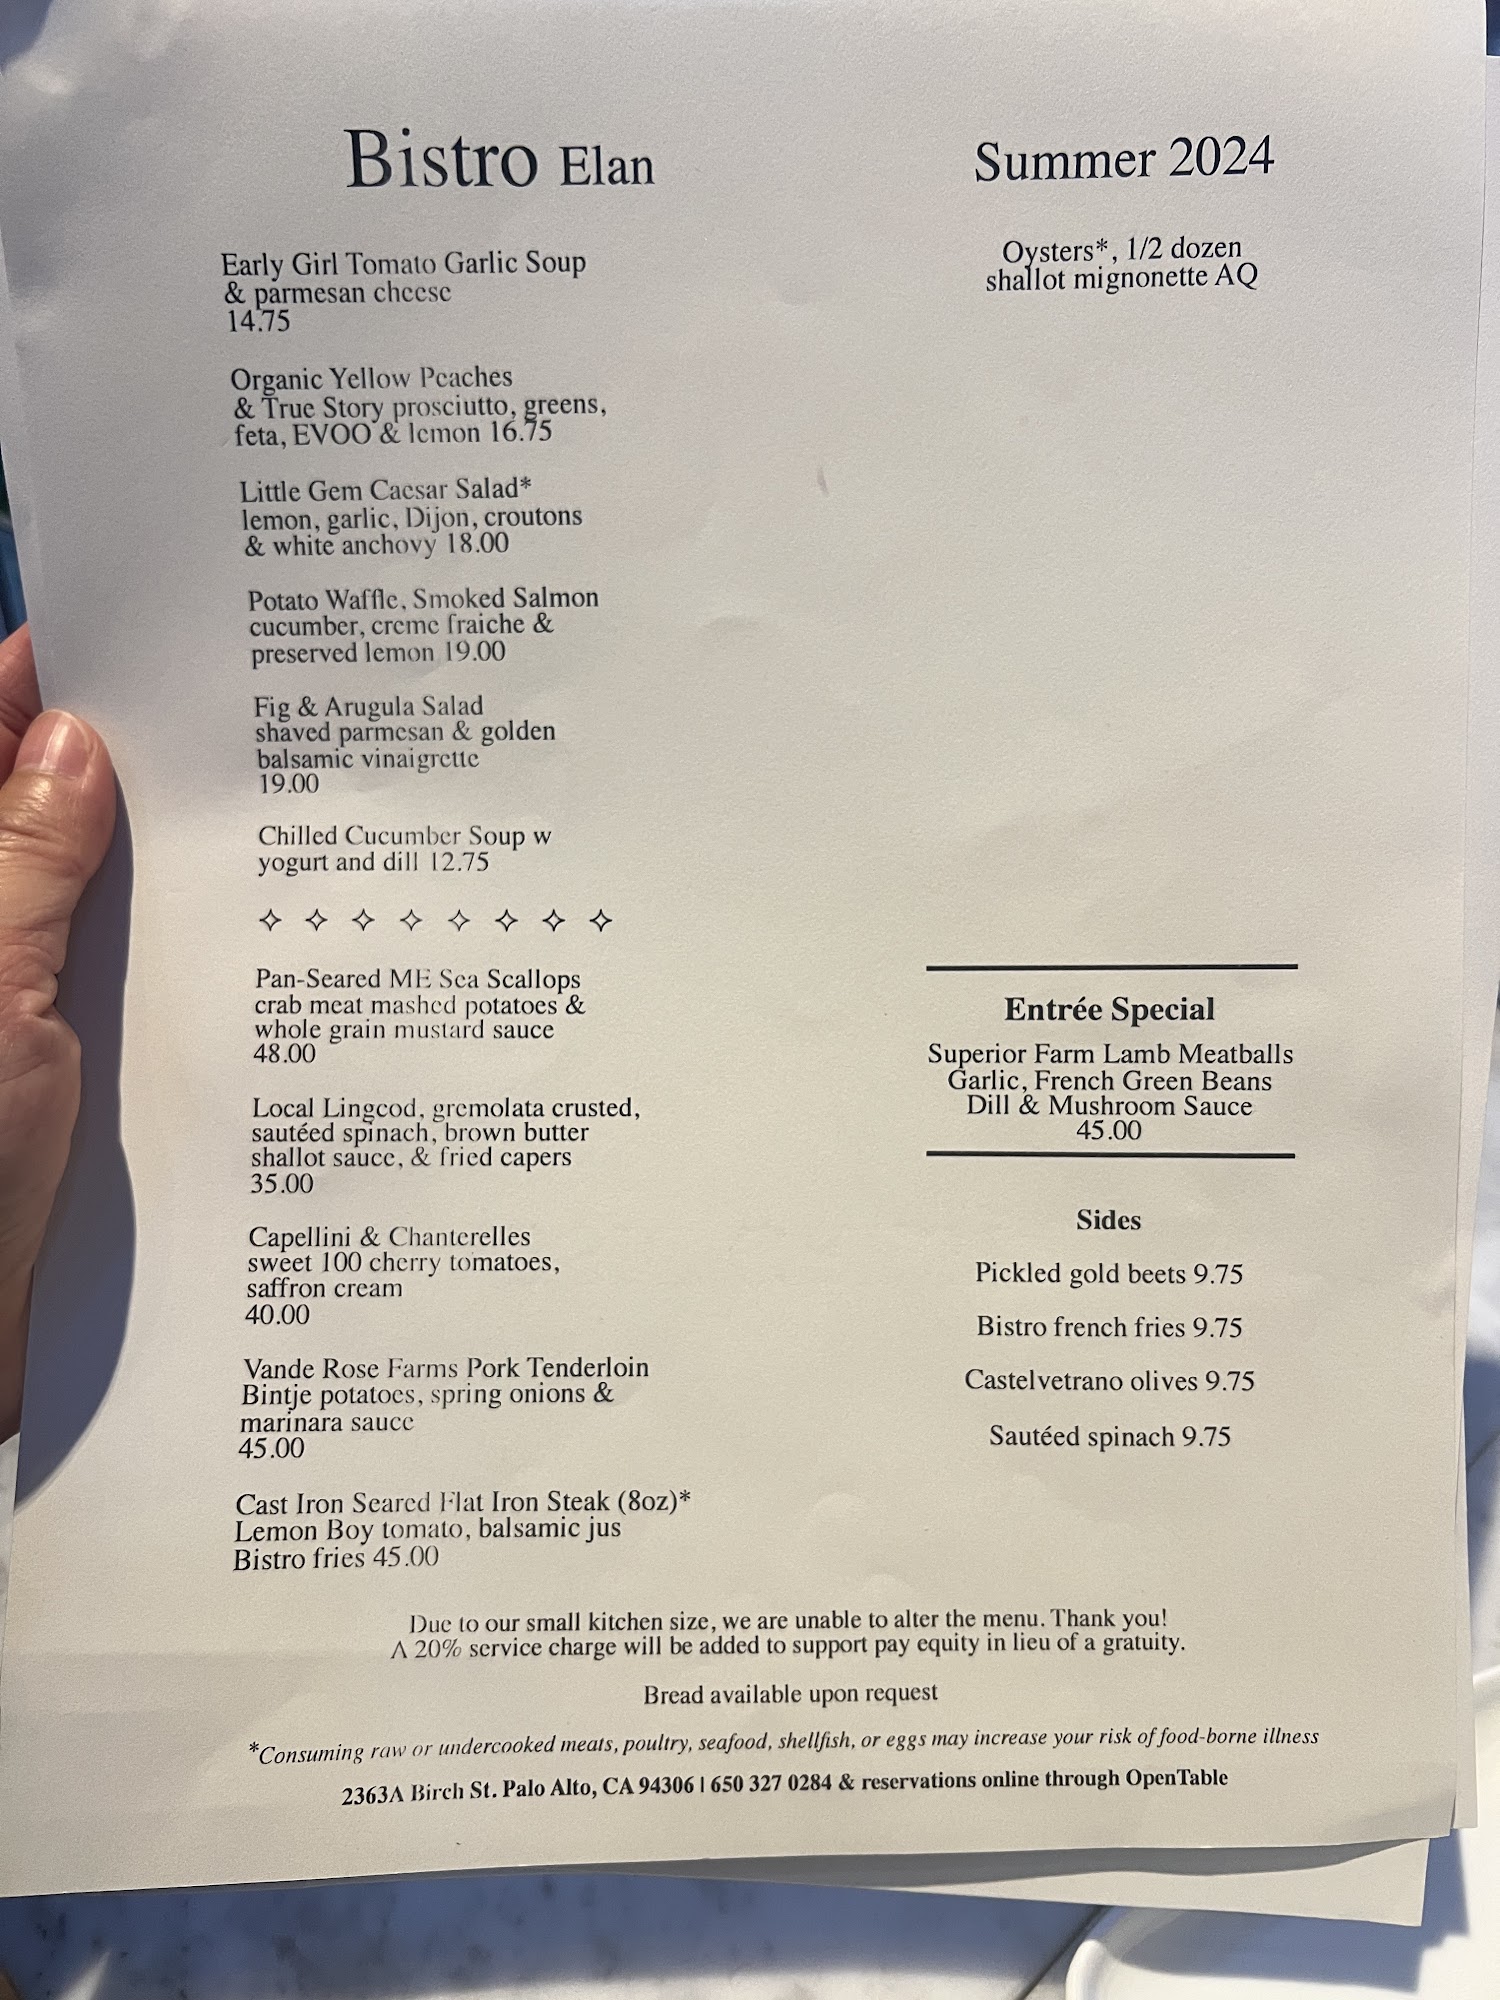 Bistro Elan
Early Girl Tomato Garlic Soup
& parmesan cheese
14.75
Organic Yellow Peaches
& True Story prosciutto, greens,
feta, EVOO & lemon 16.75
Little Gem Caesar Salad*
lemon, garlic, Dijon, croutons
& white anchovy 18.00
Potato Waffle, Smoked Salmon
cucumber, creme fraiche &
preserved lemon 19.00
Fig & Arugula Salad
shaved parmesan & golden
balsamic vinaigrette
19.00
Chilled Cucumber Soup w
yogurt and dill 12.75
✧ ✧ ✧ ✧ ✧ ✧ ✧ ✧
Pan-Seared ME Sea Scallops
crab meat mashed potatoes &
whole grain mustard sauce
48.00
Local Lingcod, gremolata crusted,
sautéed spinach, brown butter
shallot sauce, & fried capers
35.00
Capellini & Chanterelles
sweet 100 cherry tomatoes,
saffron cream
40.00
Vande Rose Farms Pork Tenderloin
Bintje potatoes, spring onions &
marinara sauce
45.00
Cast Iron Seared Flat Iron Steak (8oz)*
Lemon Boy tomato, balsamic jus
Bistro fries 45.00
Summer 2024
Oysters*, 1/2 dozen
shallot mignonette AQ
Entrée Special
Superior Farm Lamb Meatballs
Garlic, French Green Beans
Dill & Mushroom Sauce
45.00
Sides
Pickled gold beets 9.75
Bistro french fries 9.75
Castelvetrano olives 9.75
Sautéed spinach 9.75
Due to our small kitchen size, we are unable to alter the menu. Thank you!
A 20% service charge will be added to support pay equity in lieu of a gratuity.
Bread available upon request
*Consuming raw or undercooked meats, poultry, seafood, shellfish, or eggs may increase your risk of food-borne illness
2363A Birch St. Palo Alto, CA 94306 | 650 327 0284 & reservations online through OpenTable